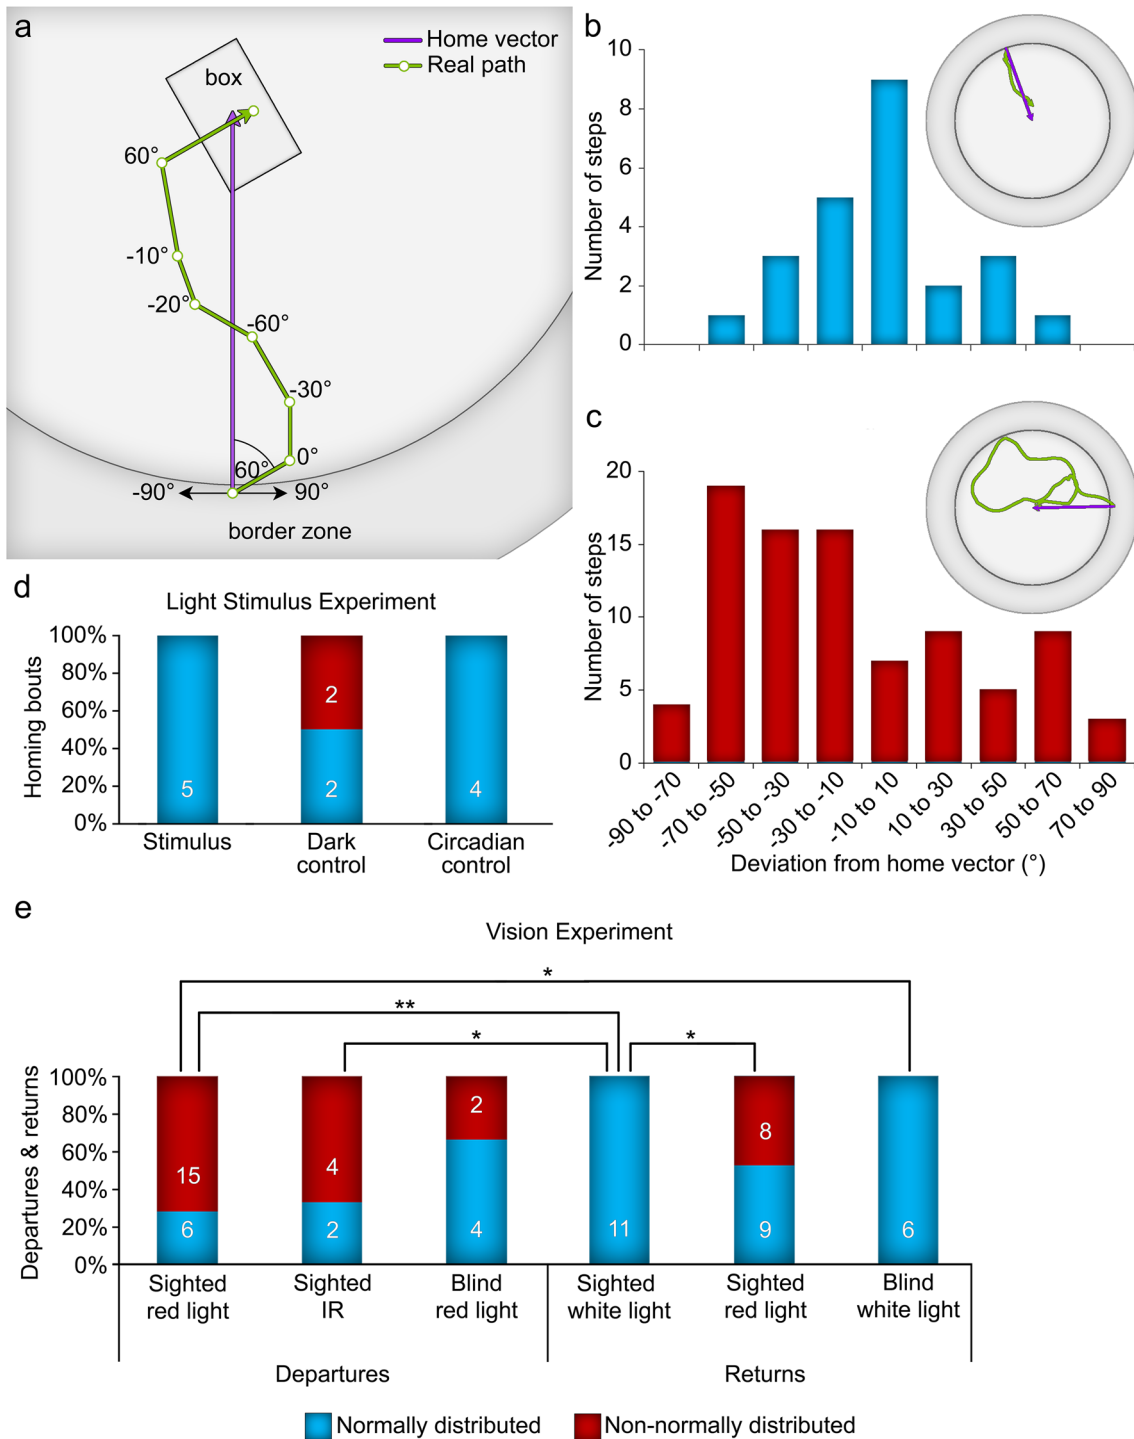 a
Home vector
Real path
box
60°
-10°
-20°
-60°
-30°
0°
60°
-90°
90°
border zone
b
Number of steps
10
8
6
4
2
0
c
Number of steps
20
15
10
5
0
-90 to -70
-70 to -50
-50 to -30
-30 to -10
-10 to 10
10 to 30
30 to 50
50 to 70
70 to 90
Deviation from home vector (°)
d
Light Stimulus Experiment
Homing bouts
100%
80%
60%
40%
20%
0%
5
2
2
4
Stimulus
Dark
control
Circadian
control
e
Vision Experiment
*
**
*
*
Departures & returns
100%
80%
60%
40%
20%
0%
15
6
4
2
2
4
11
8
9
6
Sighted
red light
Sighted
IR
Blind
red light
Sighted
white light
Sighted
red light
Blind
white light
Departures
Returns
Normally distributed
Non-normally distributed